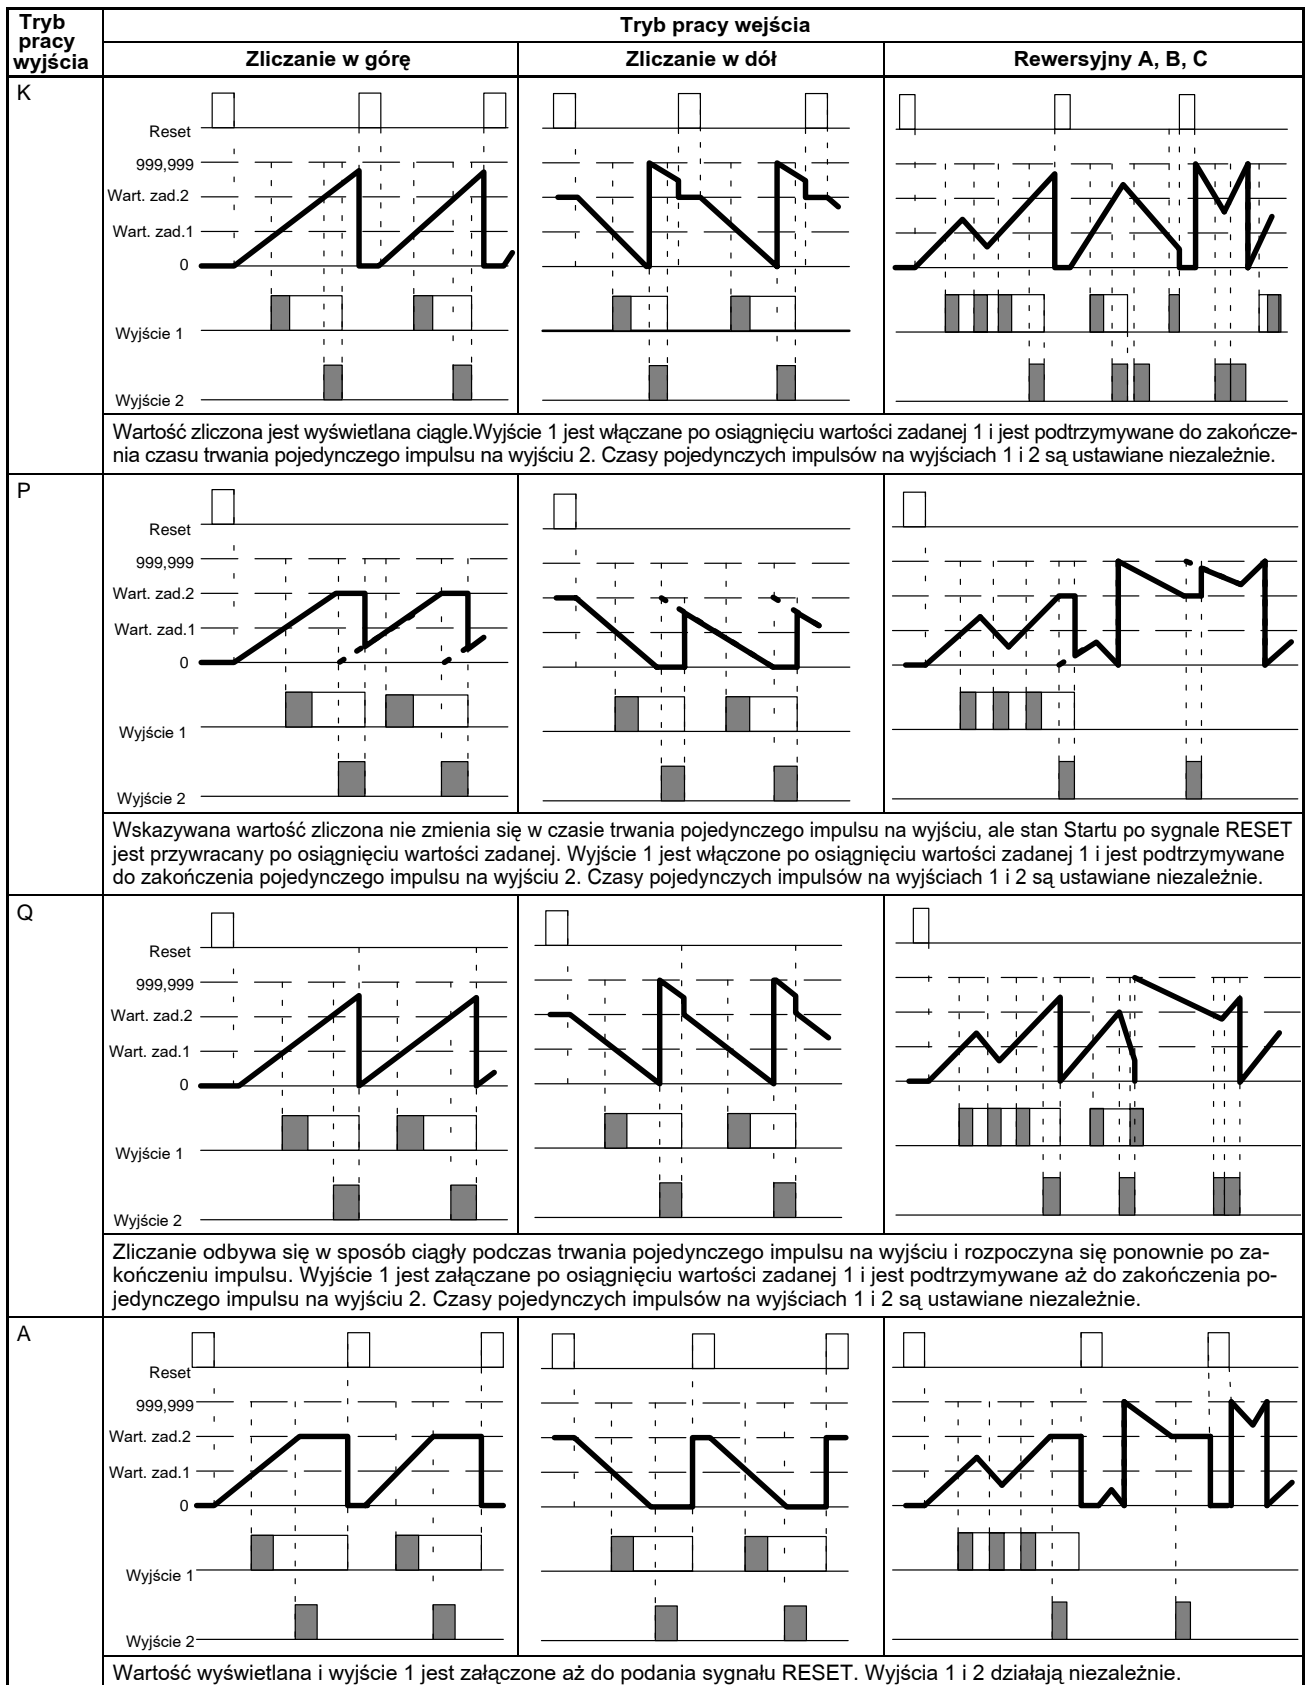 Tryb
pracy
wyjścia
Tryb pracy wejścia
Zliczanie w górę
Zliczanie w dół
Rewersyjny A, B, C
K
Reset
999,999
Wart. zad.2
Wart. zad.1
0
Wyjście 1
Wyjście 2
Wartość zliczona jest wyświetlana ciągle.Wyjście 1 jest włączane po osiągnięciu wartości zadanej 1 i jest podtrzymywane do zakończe-
nia czasu trwania pojedynczego impulsu na wyjściu 2. Czasy pojedynczych impulsów na wyjściach 1 i 2 są ustawiane niezależnie.
P
Reset
999,999
Wart. zad.2
Wart. zad.1
0
Wyjście 1
Wyjście 2
Wskazywana wartość zliczona nie zmienia się w czasie trwania pojedynczego impulsu na wyjściu, ale stan Startu po sygnale RESET
jest przywracany po osiągnięciu wartości zadanej. Wyjście 1 jest włączone po osiągnięciu wartości zadanej 1 i jest podtrzymywane
do zakończenia pojedynczego impulsu na wyjściu 2. Czasy pojedynczych impulsów na wyjściach 1 i 2 są ustawiane niezależnie.
Q
Reset
999,999
Wart. zad.2
Wart. zad.1
0
Wyjście 1
Wyjście 2
Zliczanie odbywa się w sposób ciągły podczas trwania pojedynczego impulsu na wyjściu i rozpoczyna się ponownie po za-
kończeniu impulsu. Wyjście 1 jest załączane po osiągnięciu wartości zadanej 1 i jest podtrzymywane aż do zakończenia po-
jedynczego impulsu na wyjściu 2. Czasy pojedynczych impulsów na wyjściach 1 i 2 są ustawiane niezależnie.
A
Reset
999,999
Wart. zad.2
Wart. zad.1
0
Wyjście 1
Wyjście 2
Wartość wyświetlana i wyjście 1 jest załączone aż do podania sygnału RESET. Wyjścia 1 i 2 działają niezależnie.